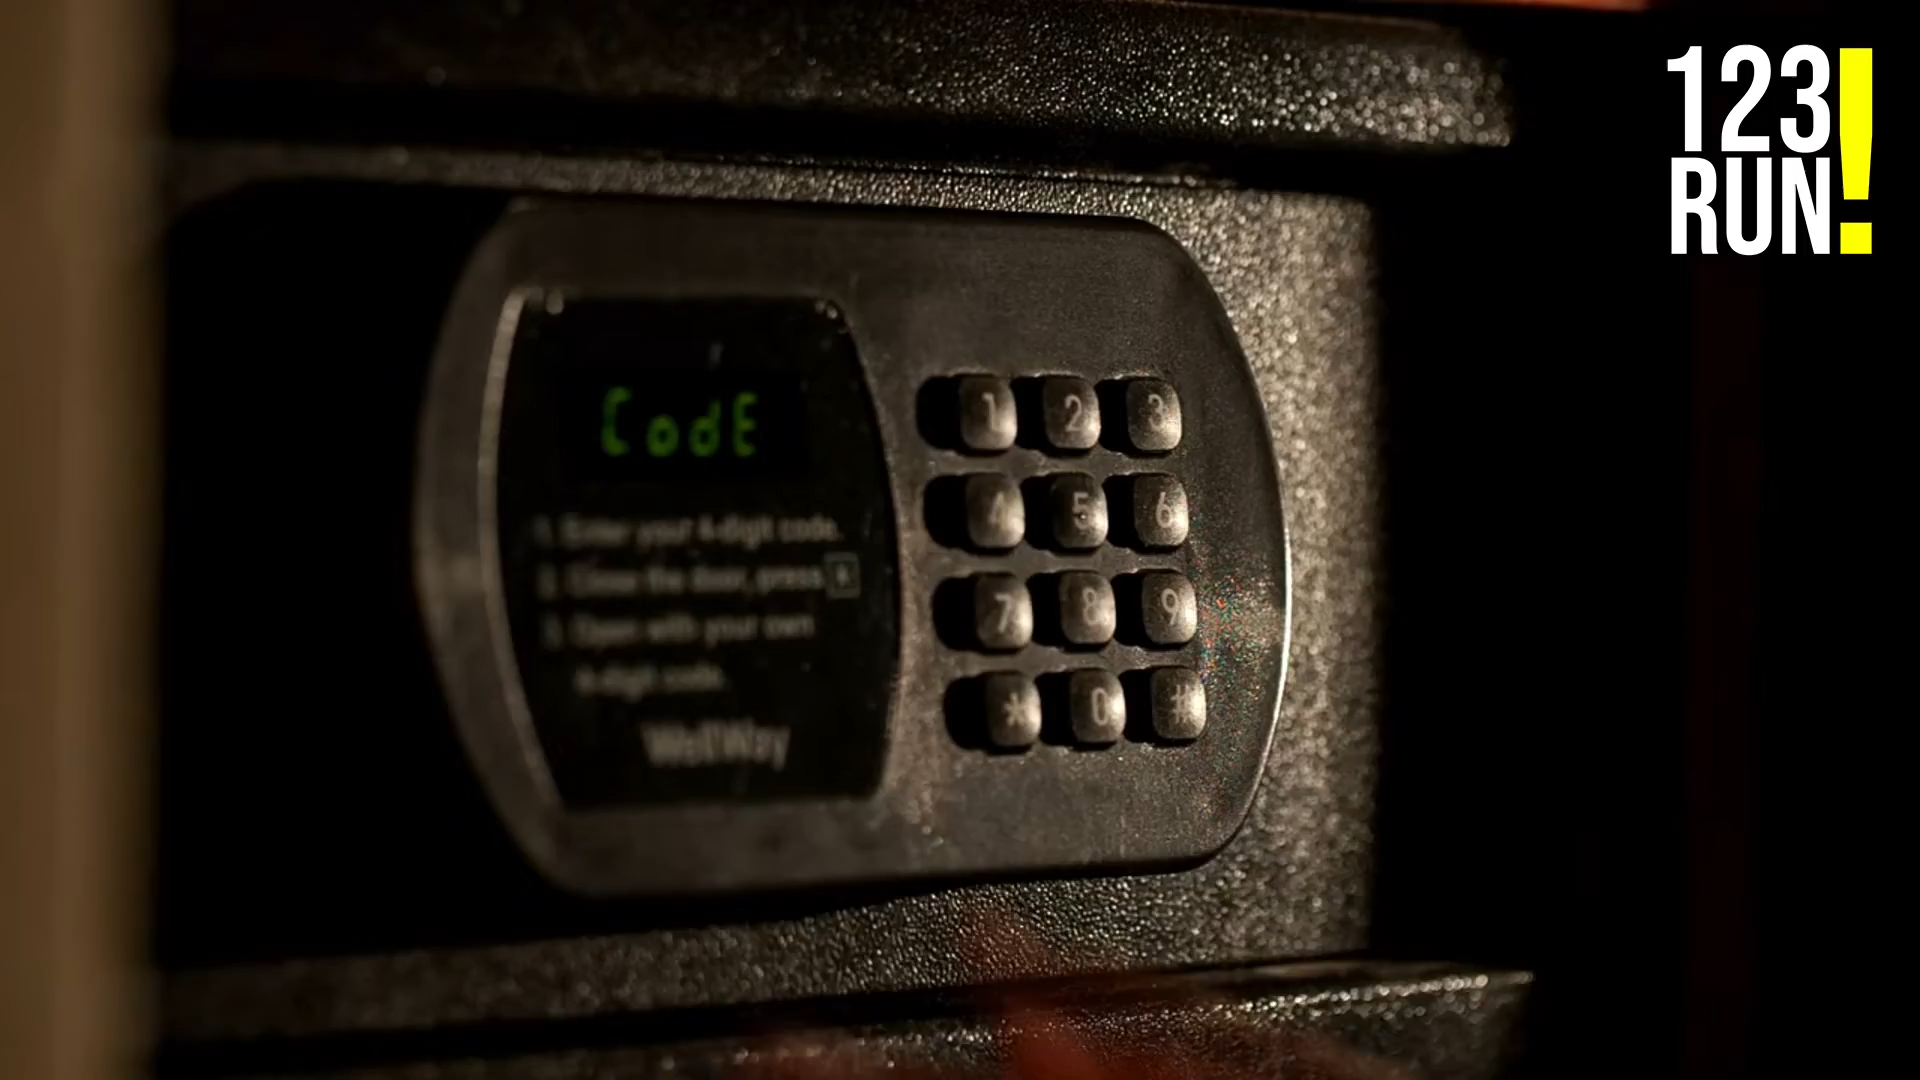 123
RUN!
CodE
1. Enter your 4-digit code.
2. Close the door, press
3. Open with your own
4-digit code.
WellWay
1 2 3
4 5 6
7 8 9
* 0 #